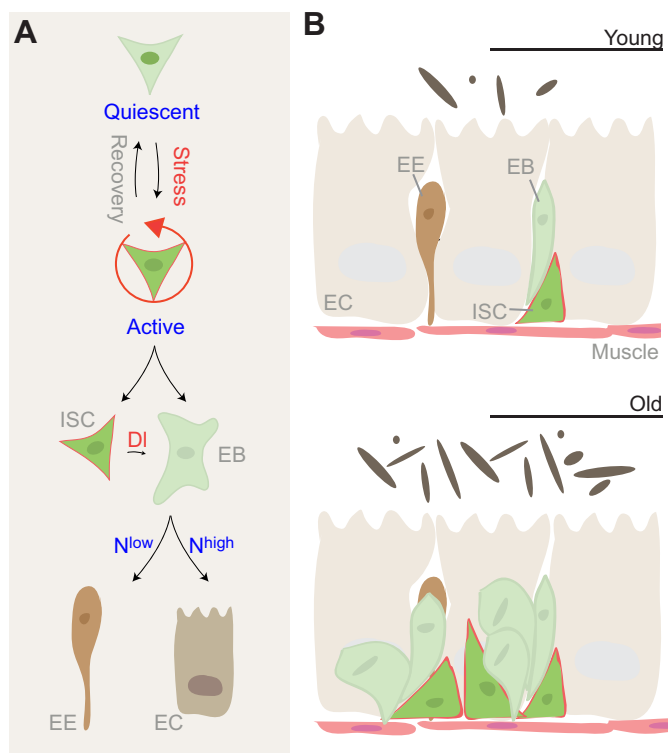 A
Quiescent
Recovery
Stress
Active
ISC
Dl
EB
Nlow
Nhigh
EE
EC
B
Young
EE
EB
EC
ISC
Muscle
Old